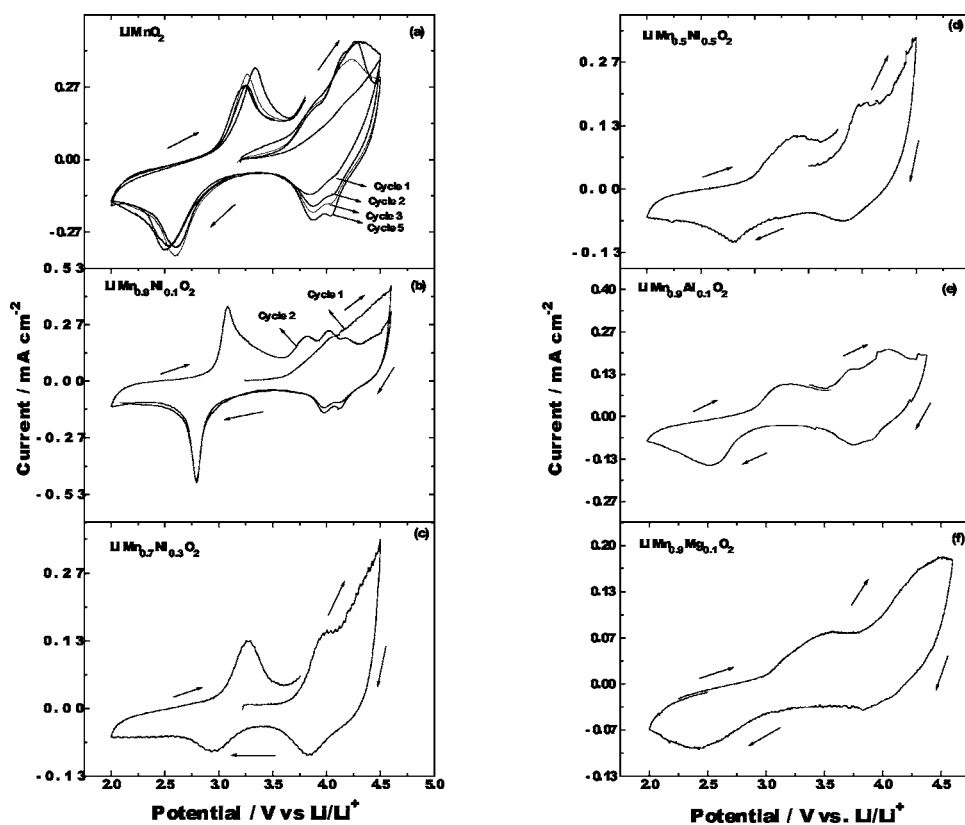 LiMnO2
(a)
0.27
0.00
-0.27
0.53
Cycle 1
Cycle 2
Cycle 3
Cycle 5
LiMn0.9Ni0.1O2
(b)
Cycle 1
Cycle 2
0.27
0.00
-0.27
-0.53
LiMn0.7Ni0.3O2
(c)
0.27
0.13
0.00
-0.13
2.0 2.5 3.0 3.5 4.0 4.5 5.0
Potential / V vs Li/Li+
Current / mA cm-2
LiMn0.5Ni0.5O2
(d)
0.27
0.13
0.00
-0.13
LiMn0.9Al0.1O2
(e)
0.40
0.27
0.13
0.00
-0.13
-0.27
LiMn0.9Mg0.1O2
(f)
0.20
0.07
0.00
-0.07
-0.13
2.0 2.5 3.0 3.5 4.0 4.5
Potential / V vs. Li/Li+
Current / mA cm-2